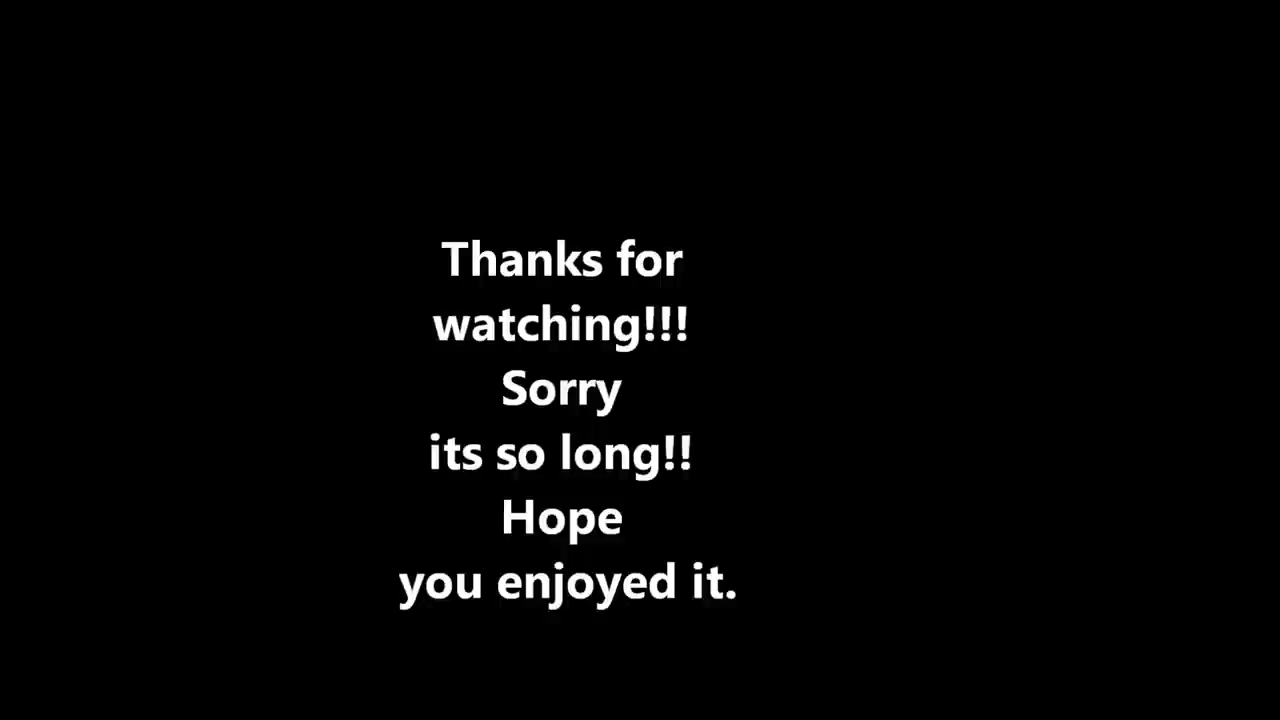 Thanks for
watching!!!
Sorry
its so long!!
Hope
you enjoyed it.